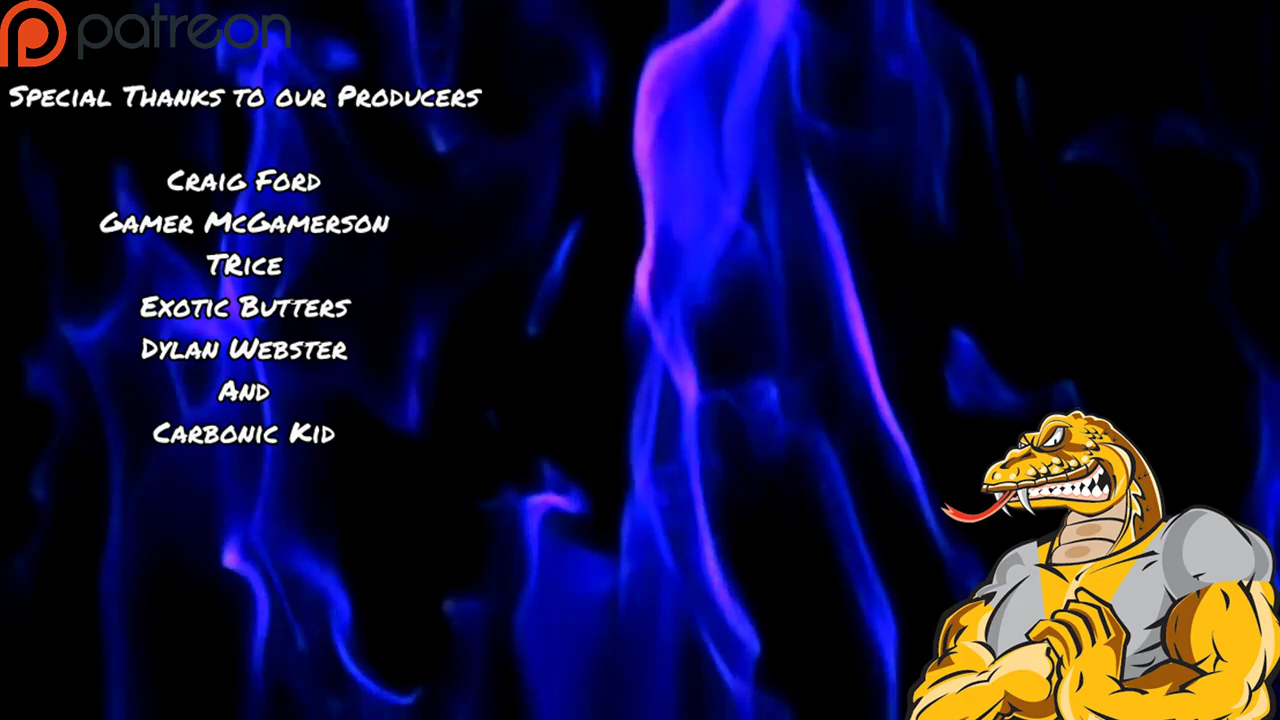 patreon
Special Thanks to our Producers
Craig Ford
Gamer McGamerson
TRice
Exotic Butters
Dylan Webster
And
Carbonic Kid